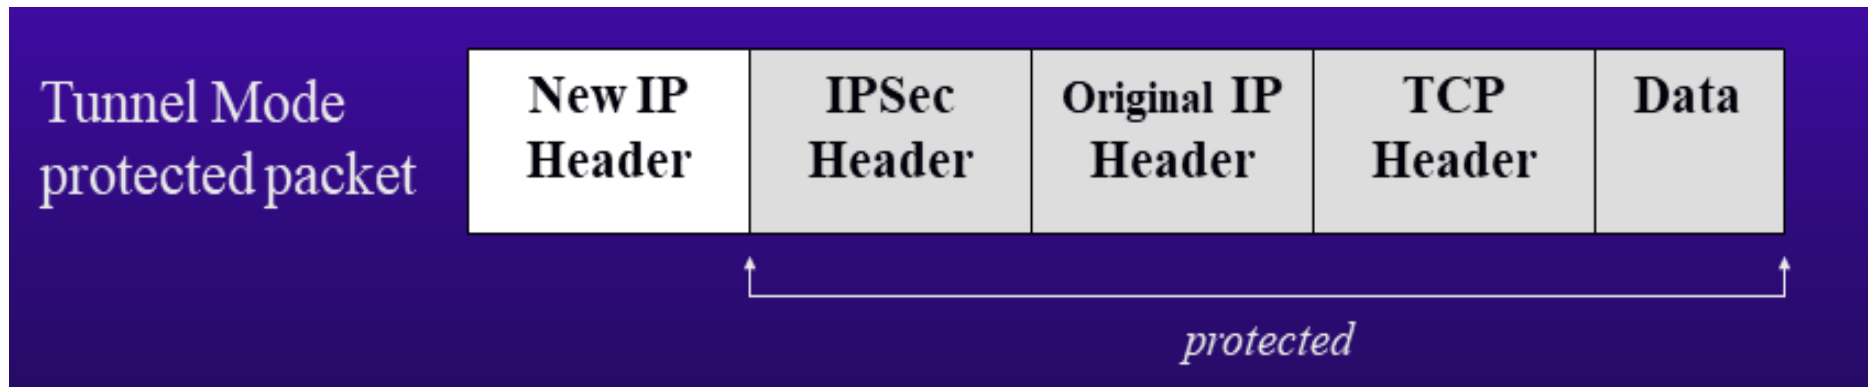 Tunnel Mode
protected packet
New IP
Header
IPSec
Header
Original IP
Header
TCP
Header
Data
protected